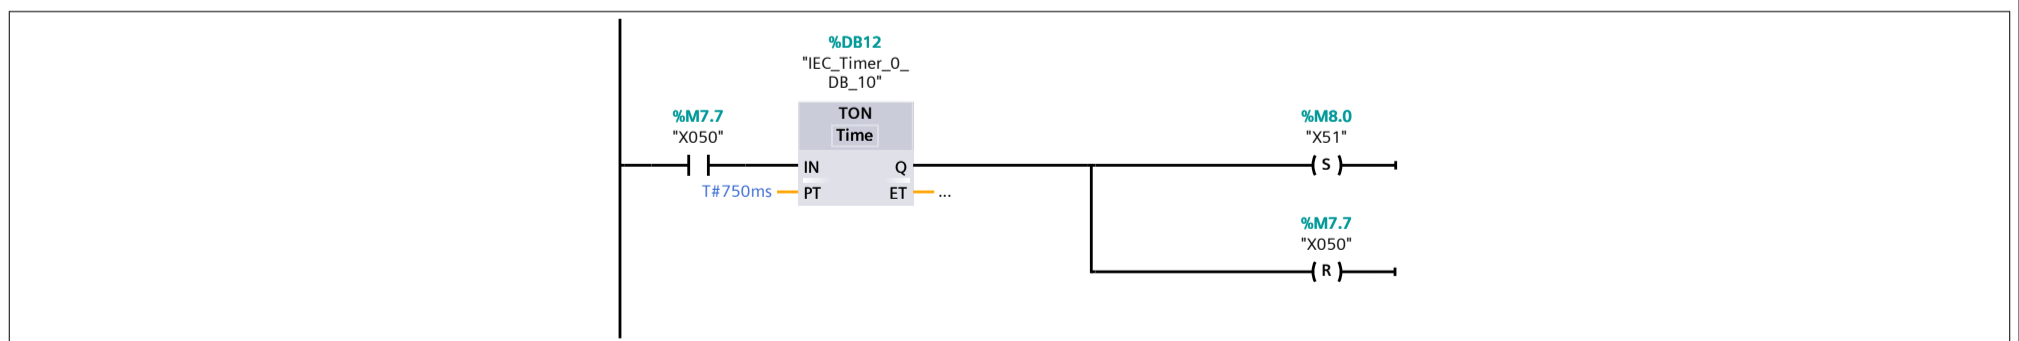 %DB12
"IEC_Timer_0_
DB_10"
TON
Time
%M7.7
"X050"
IN
Q
T#750ms
PT
ET
...
%M8.0
"X51"
S
%M7.7
"X050"
R